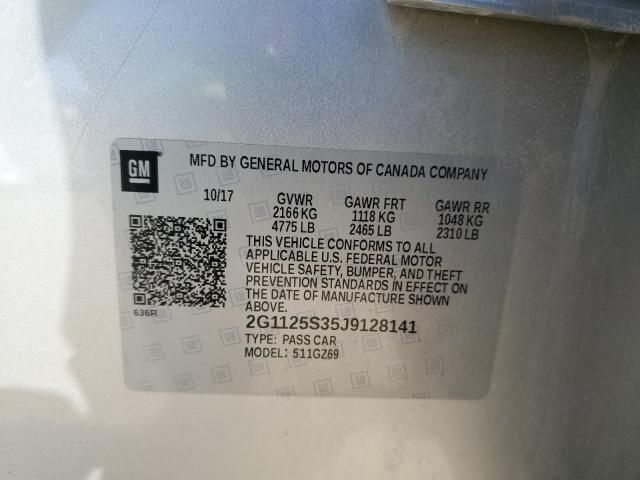 GM
MFD BY GENERAL MOTORS OF CANADA COMPANY
10/17 GVWR GAWR FRT GAWR RR
2166 KG 1118 KG 1048 KG
4775 LB 2465 LB 2310 LB
THIS VEHICLE CONFORMS TO ALL
APPLICABLE U.S. FEDERAL MOTOR
VEHICLE SAFETY, BUMPER, AND THEFT
PREVENTION STANDARDS IN EFFECT ON
THE DATE OF MANUFACTURE SHOWN
ABOVE.
636R
2G1125S35J9128141
TYPE: PASS CAR
MODEL: 511GZ69